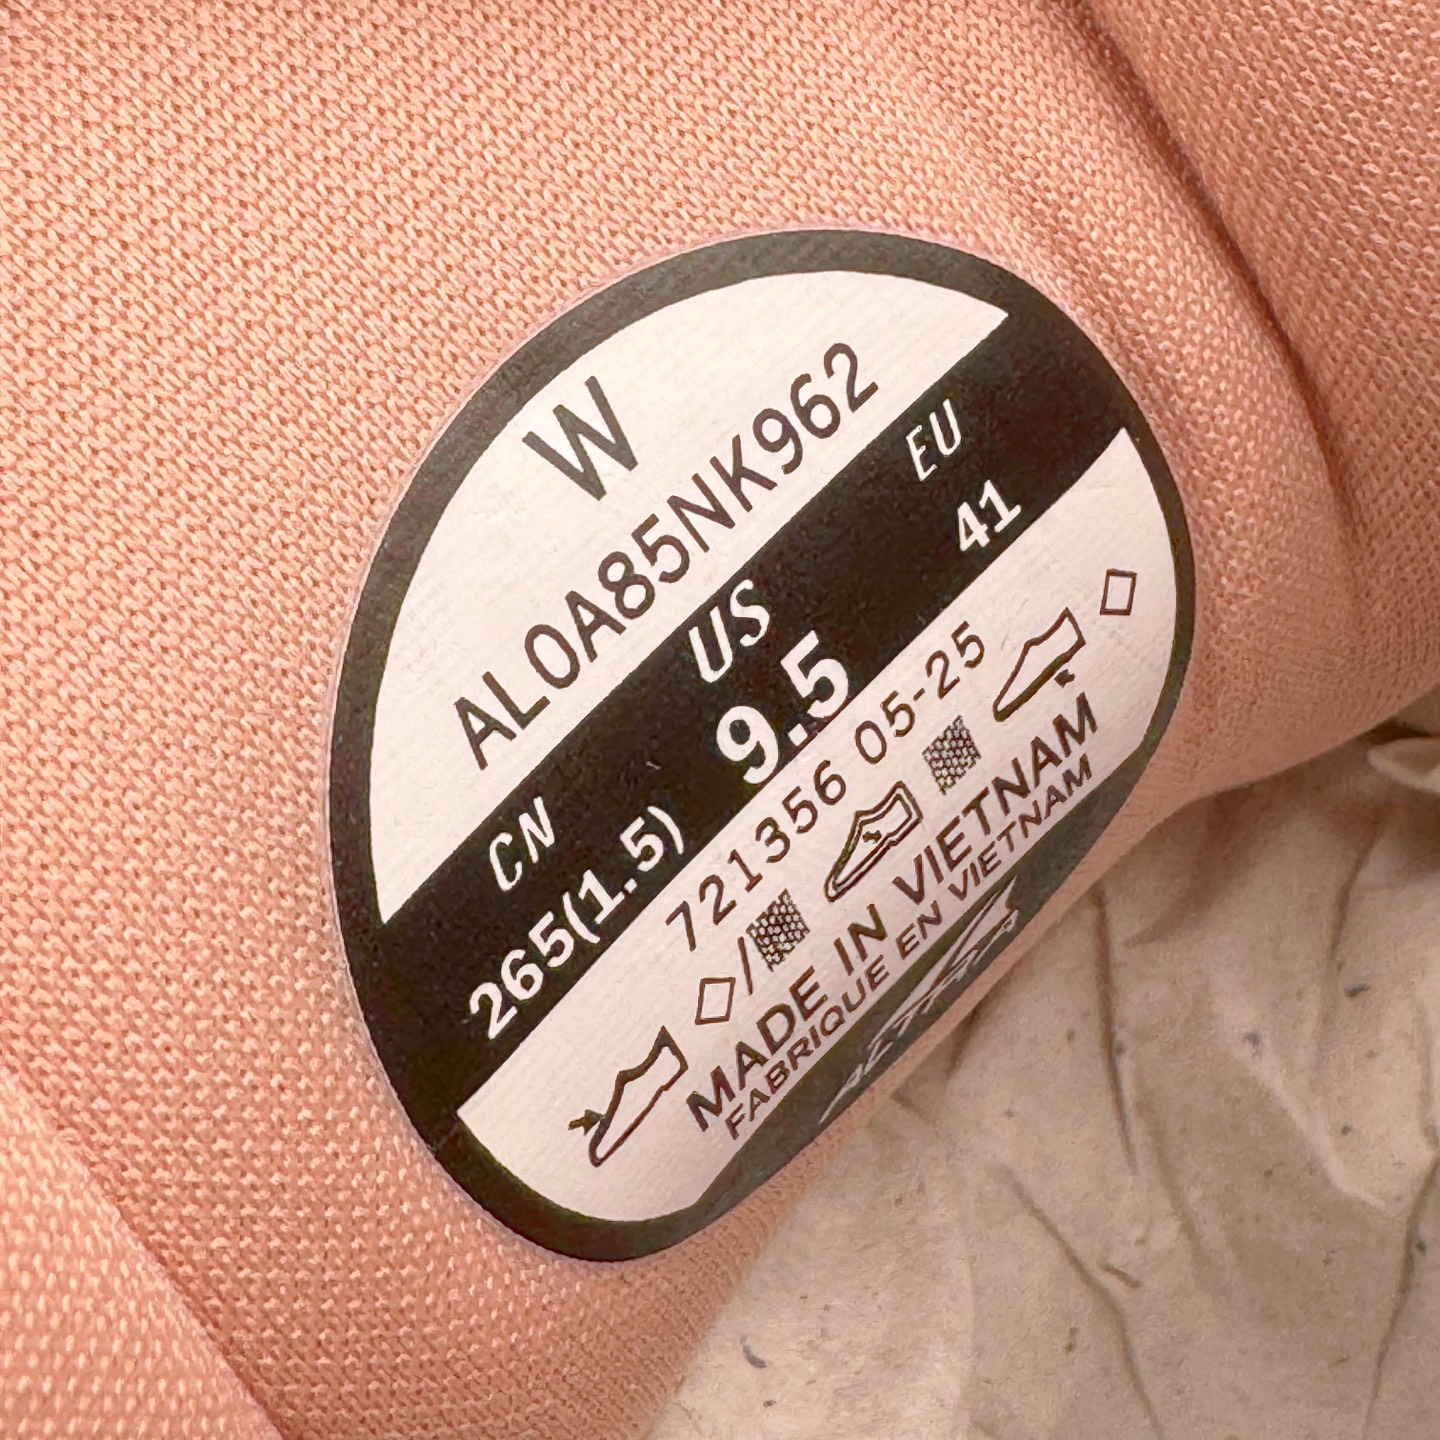 W
AL0A85NK962
CN US EU
265(1.5) 9.5 41
721356 05-25
MADE IN VIETNAM
FABRIQUE EN VIETNAM
ALTRA